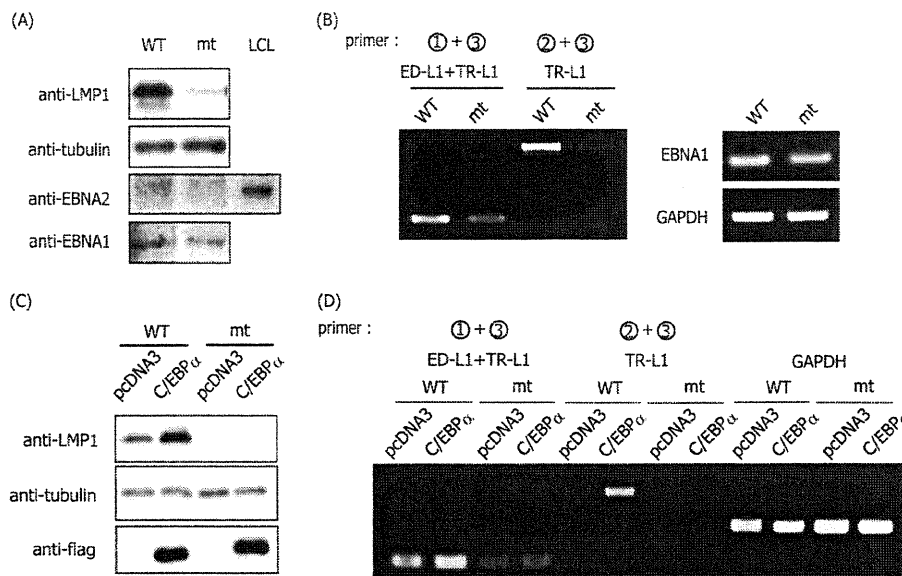 (A)
WT mt LCL
anti-LMP1
anti-tubulin
anti-EBNA2
anti-EBNA1
(B)
primer : ①+③ ②+③
ED-L1+TR-L1 TR-L1
WT mt WT mt
WT mt
EBNA1
GAPDH
(C)
WT mt
pcDNA3 C/EBPα pcDNA3 C/EBPα
anti-LMP1
anti-tubulin
anti-flag
(D)
primer : ①+③ ②+③
ED-L1+TR-L1 TR-L1 GAPDH
WT mt WT mt WT mt
pcDNA3 C/EBPα pcDNA3 C/EBPα pcDNA3 C/EBPα pcDNA3 C/EBPα pcDNA3 C/EBPα pcDNA3 C/EBPα